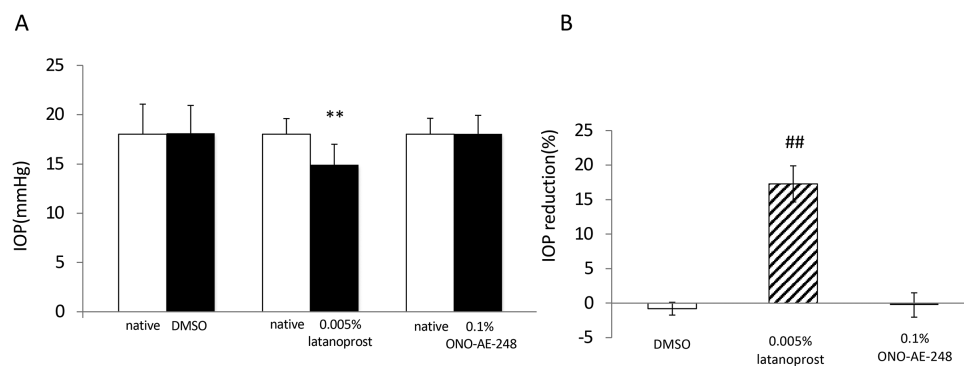 A
IOP(mmHg)
25
20
15
10
5
0
**
native DMSO
native 0.005%
latanoprost
native 0.1%
ONO-AE-248
B
IOP reduction(%)
25
20
15
10
5
0
-5
##
DMSO
0.005%
latanoprost
0.1%
ONO-AE-248